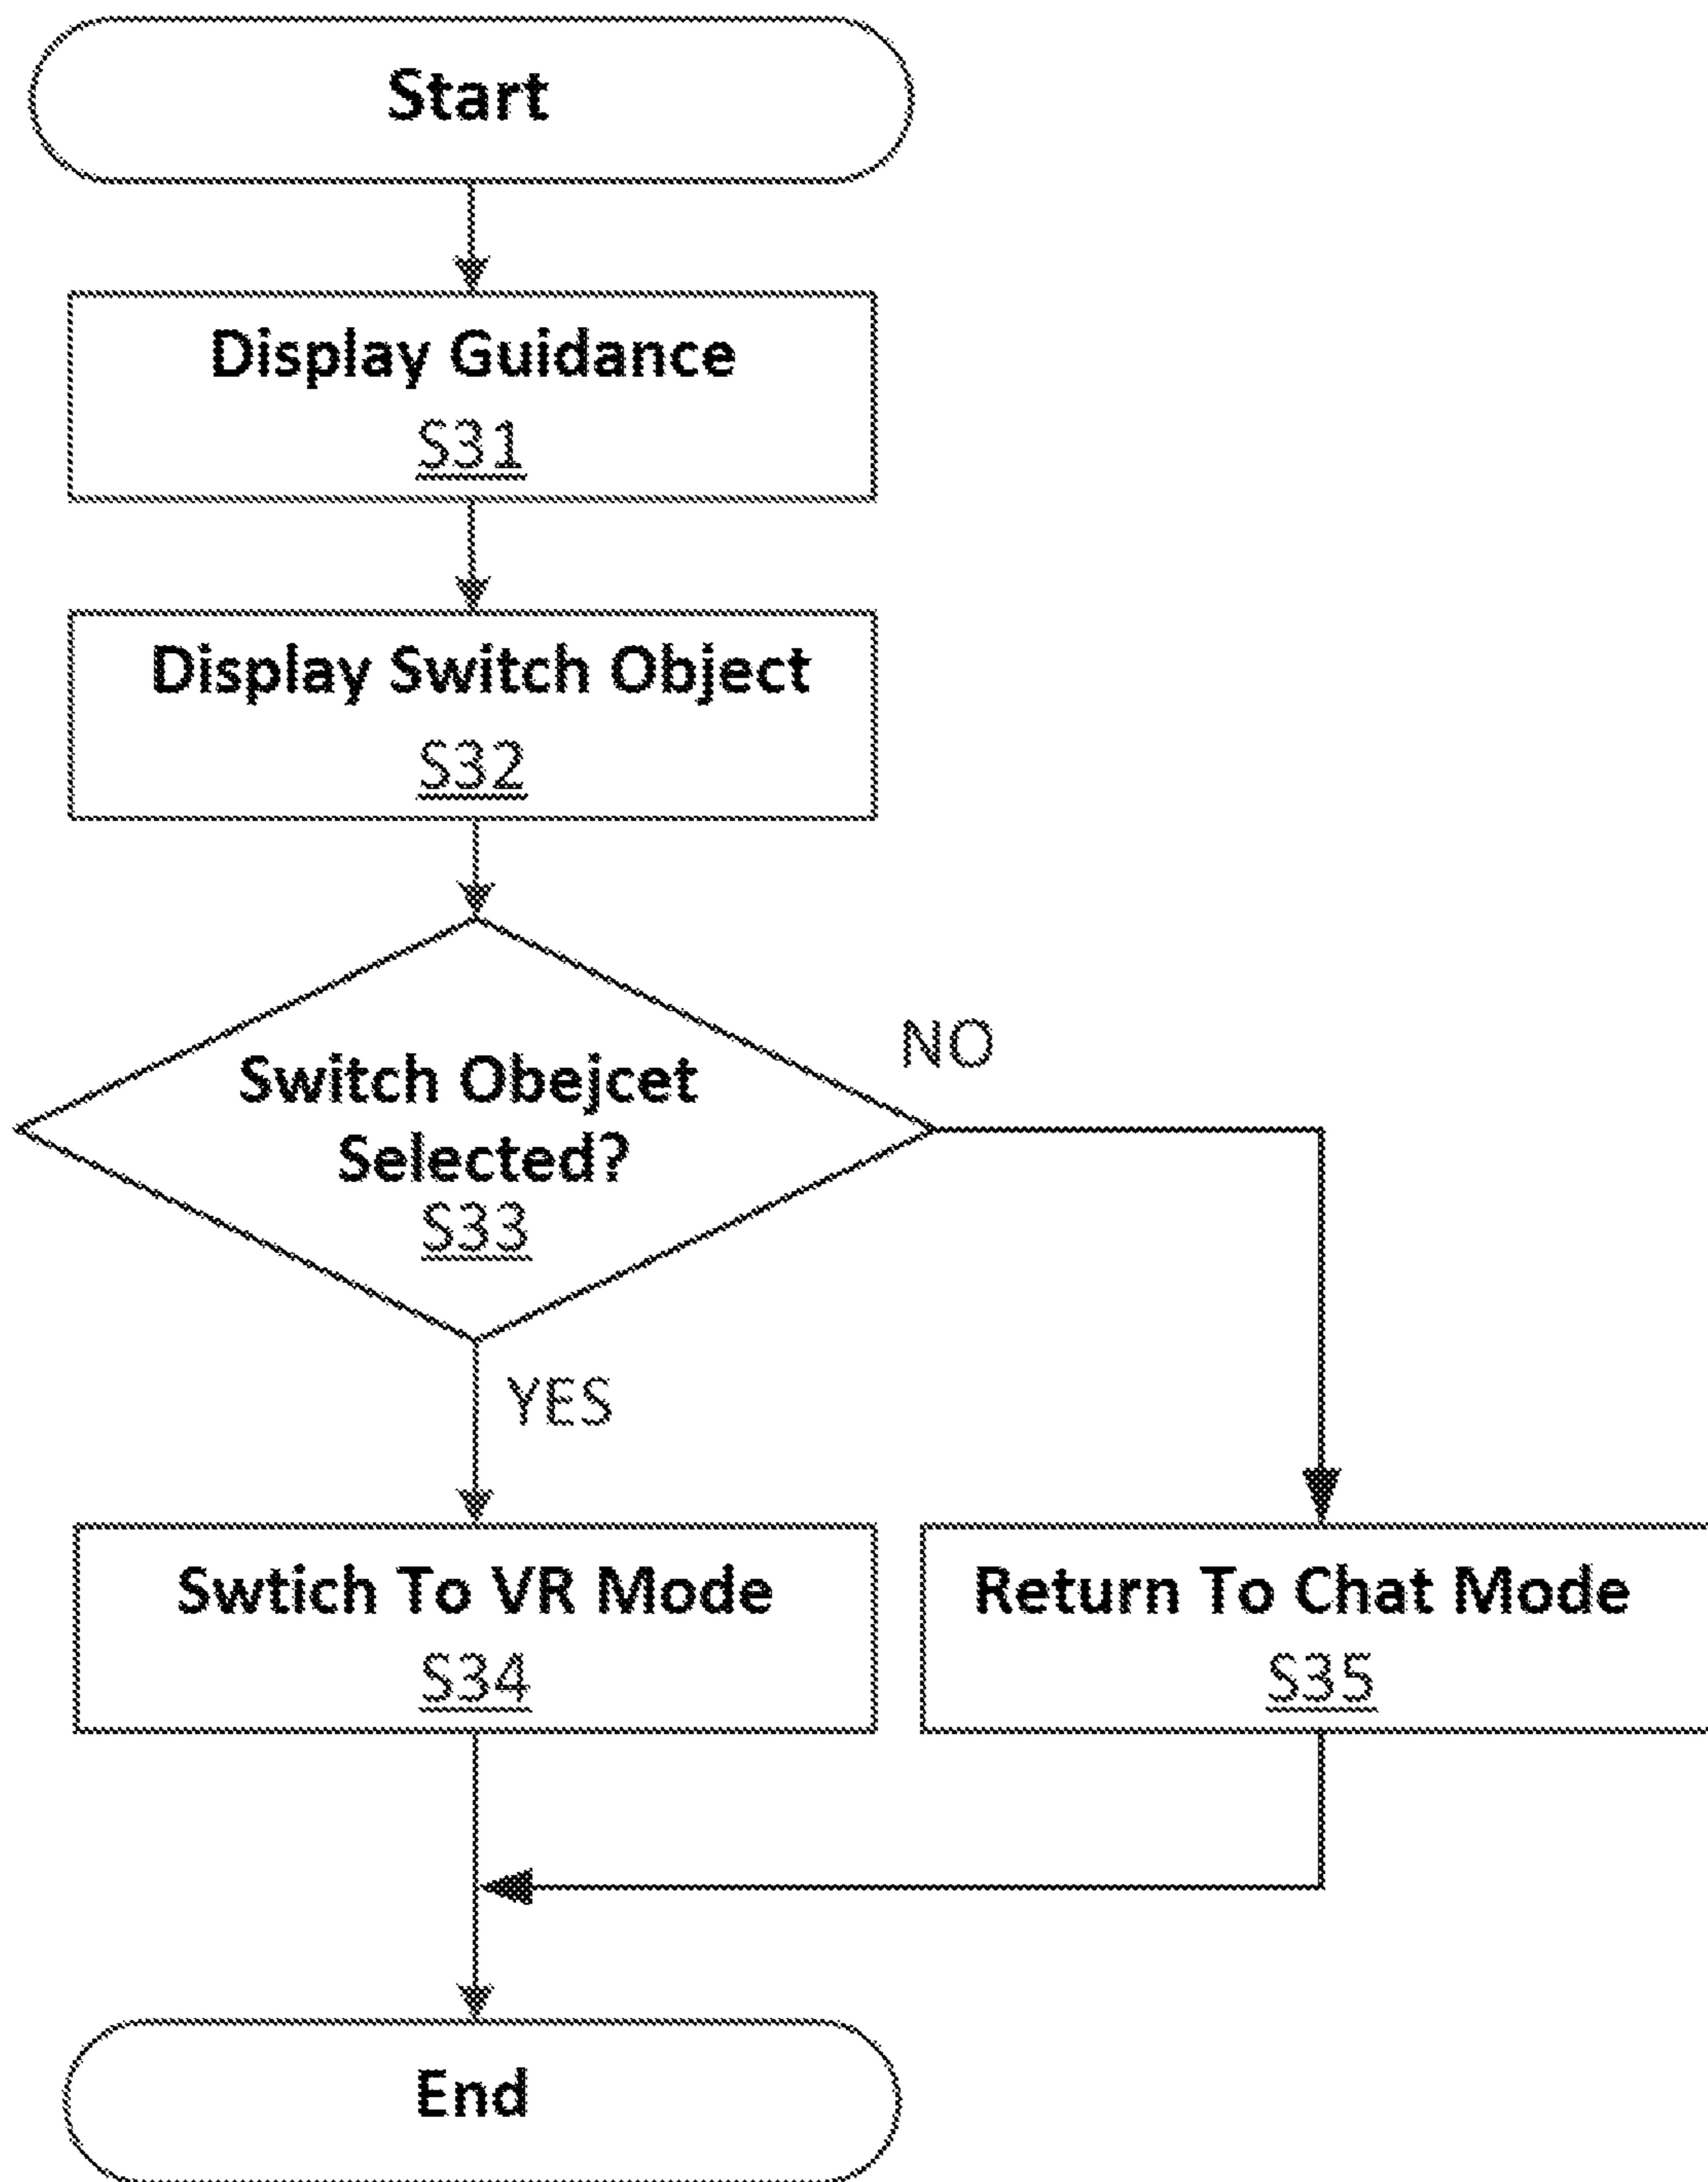 Start
Display Guidance
S31
Display Switch Object
S32
Switch Obejcet
Selected?
S33
NO
YES
Swtich To VR Mode
S34
Return To Chat Mode
S35
End